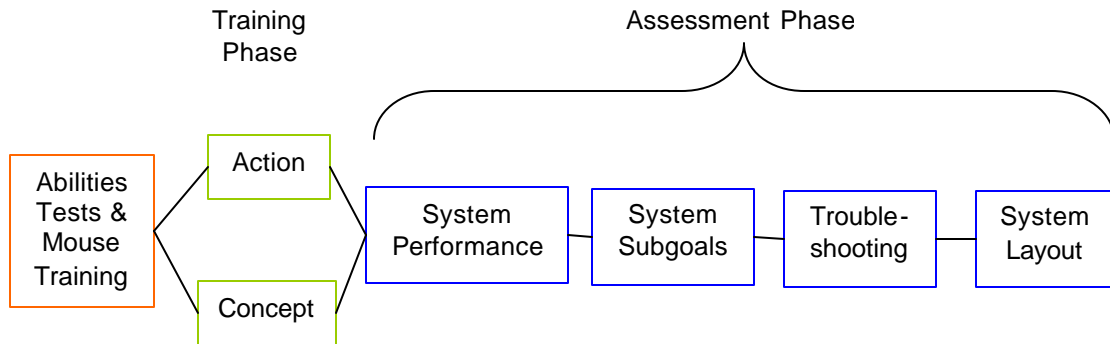 Training
Phase
Assessment Phase
Abilities
Tests &
Mouse
Training
Action
Concept
System
Performance
System
Subgoals
Trouble-
shooting
System
Layout